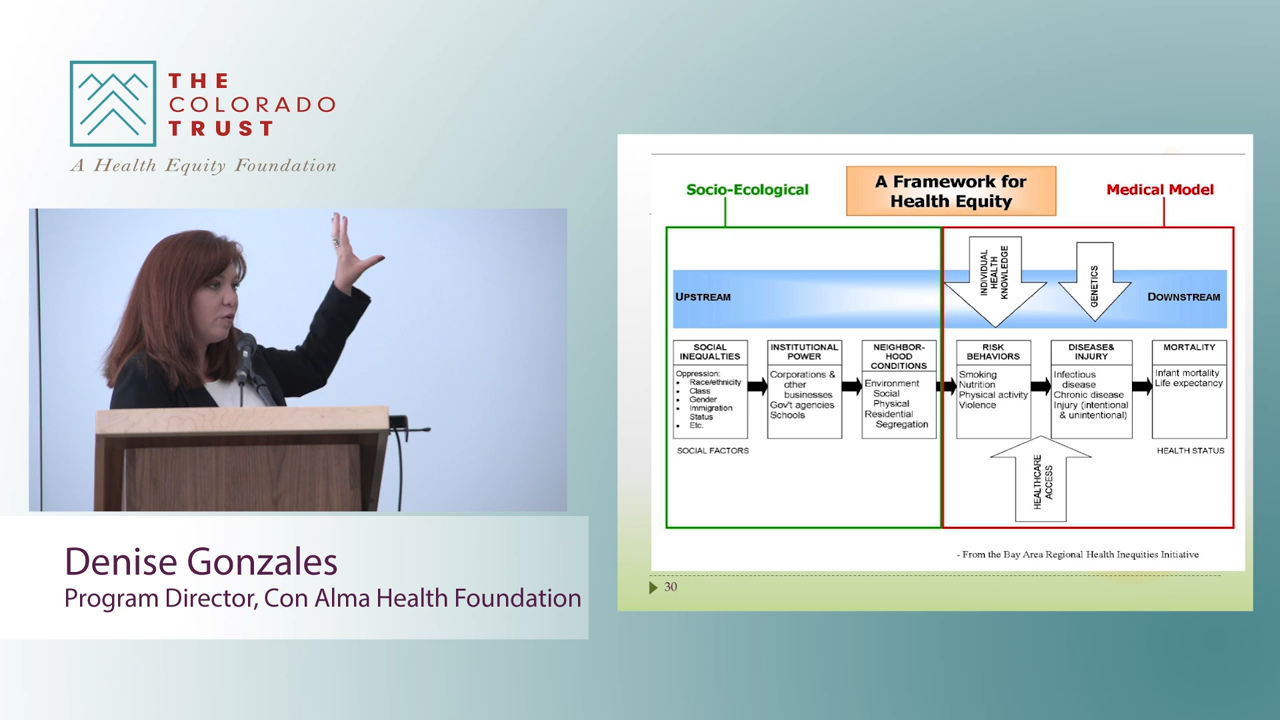 THE
COLORADO
TRUST
A Health Equity Foundation
Denise Gonzales
Program Director, Con Alma Health Foundation
Socio-Ecological
A Framework for
Health Equity
Medical Model
UPSTREAM
INDIVIDUAL
HEALTH
KNOWLEDGE
GENETICS
DOWNSTREAM
SOCIAL
INEQUALTIES
Oppression:
• Race/ethnicity
• Class
• Gender
• Immigration
Status
• Etc.
SOCIAL FACTORS
INSTITUTIONAL
POWER
Corporations &
other
businesses
Gov't agencies
Schools
NEIGHBOR-
HOOD
CONDITIONS
Environment
Social
Physical
Residential
Segregation
RISK
BEHAVIORS
Smoking
Nutrition
Physical activity
Violence
DISEASE&
INJURY
Infectious
disease
Chronic disease
Injury (intentional
& unintentional)
MORTALITY
Infant mortality
Life expectancy
HEALTH STATUS
HEALTHCARE
ACCESS
- From the Bay Area Regional Health Inequities Initiative
30